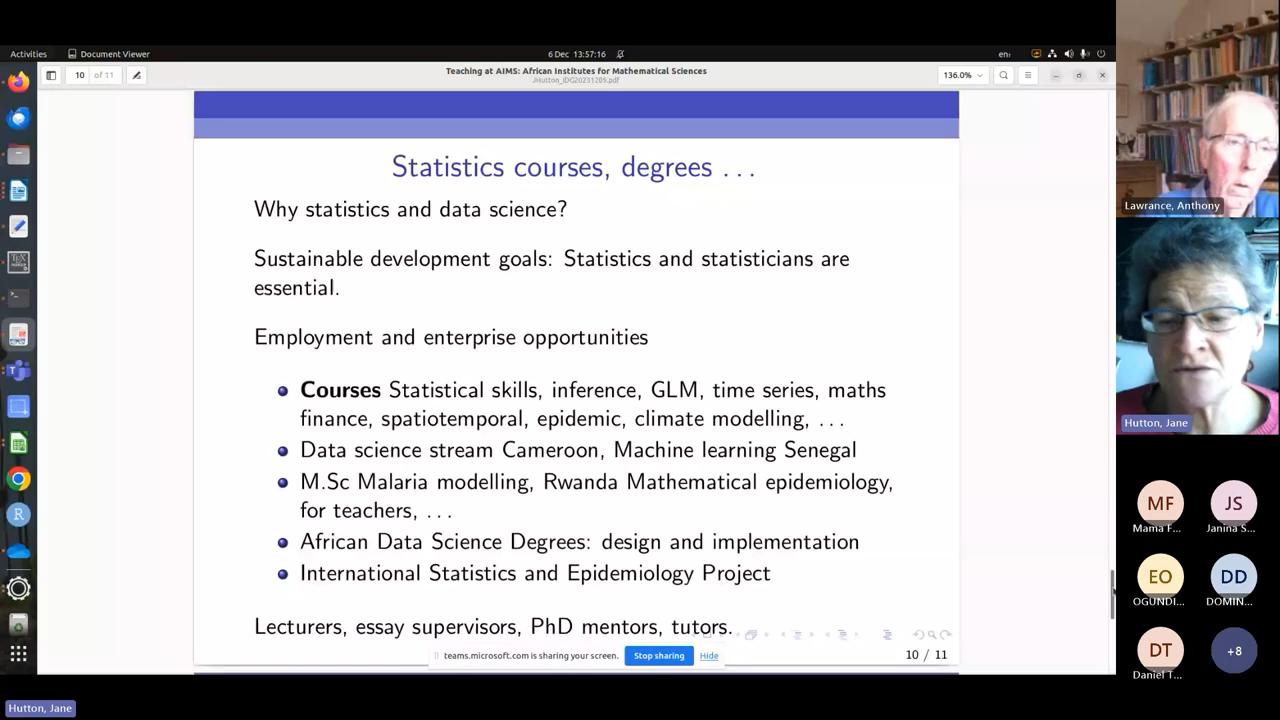 Activities
Document Viewer
6 Dec 13:57:16
en₁
10
of 11
Teaching at AIMS: African Institutes for Mathematical Sciences
JHutton_IDG20231205.pdf
136.0%
Statistics courses, degrees . . .
Why statistics and data science?
Sustainable development goals: Statistics and statisticians are
essential.
Employment and enterprise opportunities
Courses Statistical skills, inference, GLM, time series, maths
finance, spatiotemporal, epidemic, climate modelling, . . .
Data science stream Cameroon, Machine learning Senegal
M.Sc Malaria modelling, Rwanda Mathematical epidemiology,
for teachers, . . .
African Data Science Degrees: design and implementation
International Statistics and Epidemiology Project
Lecturers, essay supervisors, PhD mentors, tutors.
teams.microsoft.com is sharing your screen.
Stop sharing
Hide
10 / 11
Lawrance, Anthony
Hutton, Jane
MF
Mama F...
JS
Janina S...
EO
OGUNDI...
DD
DOMIN...
DT
Daniel T...
+8
Hutton, Jane